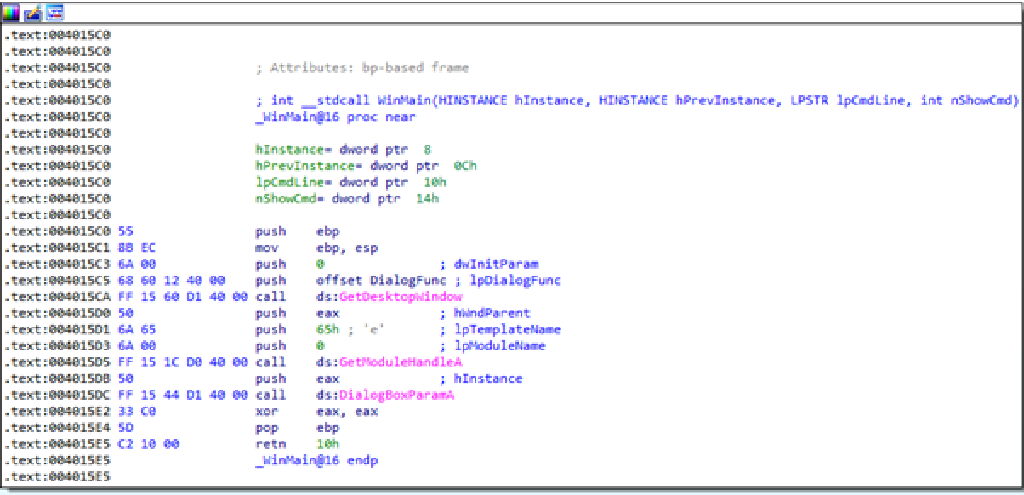 .text:004015C0
.text:004015C0
.text:004015C0 ; Attributes: bp-based frame
.text:004015C0
.text:004015C0 ; int __stdcall WinMain(HINSTANCE hInstance, HINSTANCE hPrevInstance, LPSTR lpCmdLine, int nShowCmd)
.text:004015C0 _WinMain@16 proc near
.text:004015C0
.text:004015C0 hInstance= dword ptr  8
.text:004015C0 hPrevInstance= dword ptr  0Ch
.text:004015C0 lpCmdLine= dword ptr  10h
.text:004015C0 nShowCmd= dword ptr  14h
.text:004015C0
.text:004015C0 55 push ebp
.text:004015C1 8B EC mov ebp, esp
.text:004015C3 6A 00 push 0 ; dwInitParam
.text:004015C5 68 60 12 40 00 push offset DialogFunc ; lpDialogFunc
.text:004015CA FF 15 60 D1 40 00 call ds:GetDesktopWindow
.text:004015D0 50 push eax ; hWndParent
.text:004015D1 6A 65 push 65h ; 'e' ; lpTemplateName
.text:004015D3 6A 00 push 0 ; lpModuleName
.text:004015D5 FF 15 1C D0 40 00 call ds:GetModuleHandleA
.text:004015DB 50 push eax ; hInstance
.text:004015DC FF 15 44 D1 40 00 call ds:DialogBoxParamA
.text:004015E2 33 C0 xor eax, eax
.text:004015E4 5D pop ebp
.text:004015E5 C2 10 00 retn 10h
.text:004015E5 _WinMain@16 endp
.text:004015E5